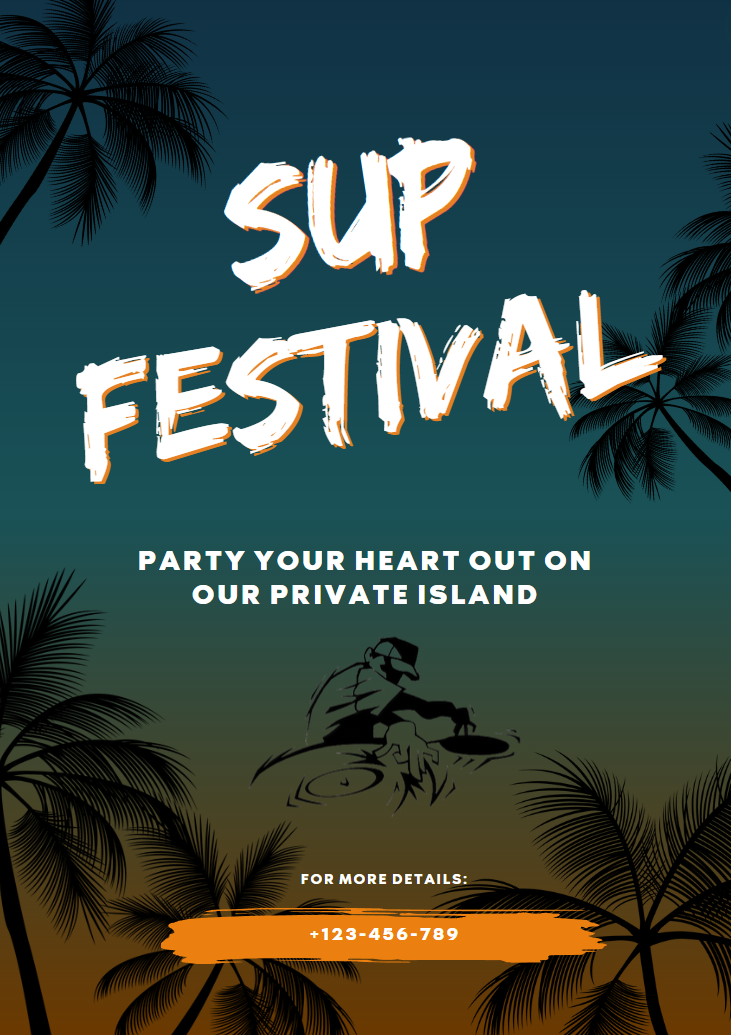 SUP
FESTIVAL
PARTY YOUR HEART OUT ON
OUR PRIVATE ISLAND
FOR MORE DETAILS:
+123-456-789